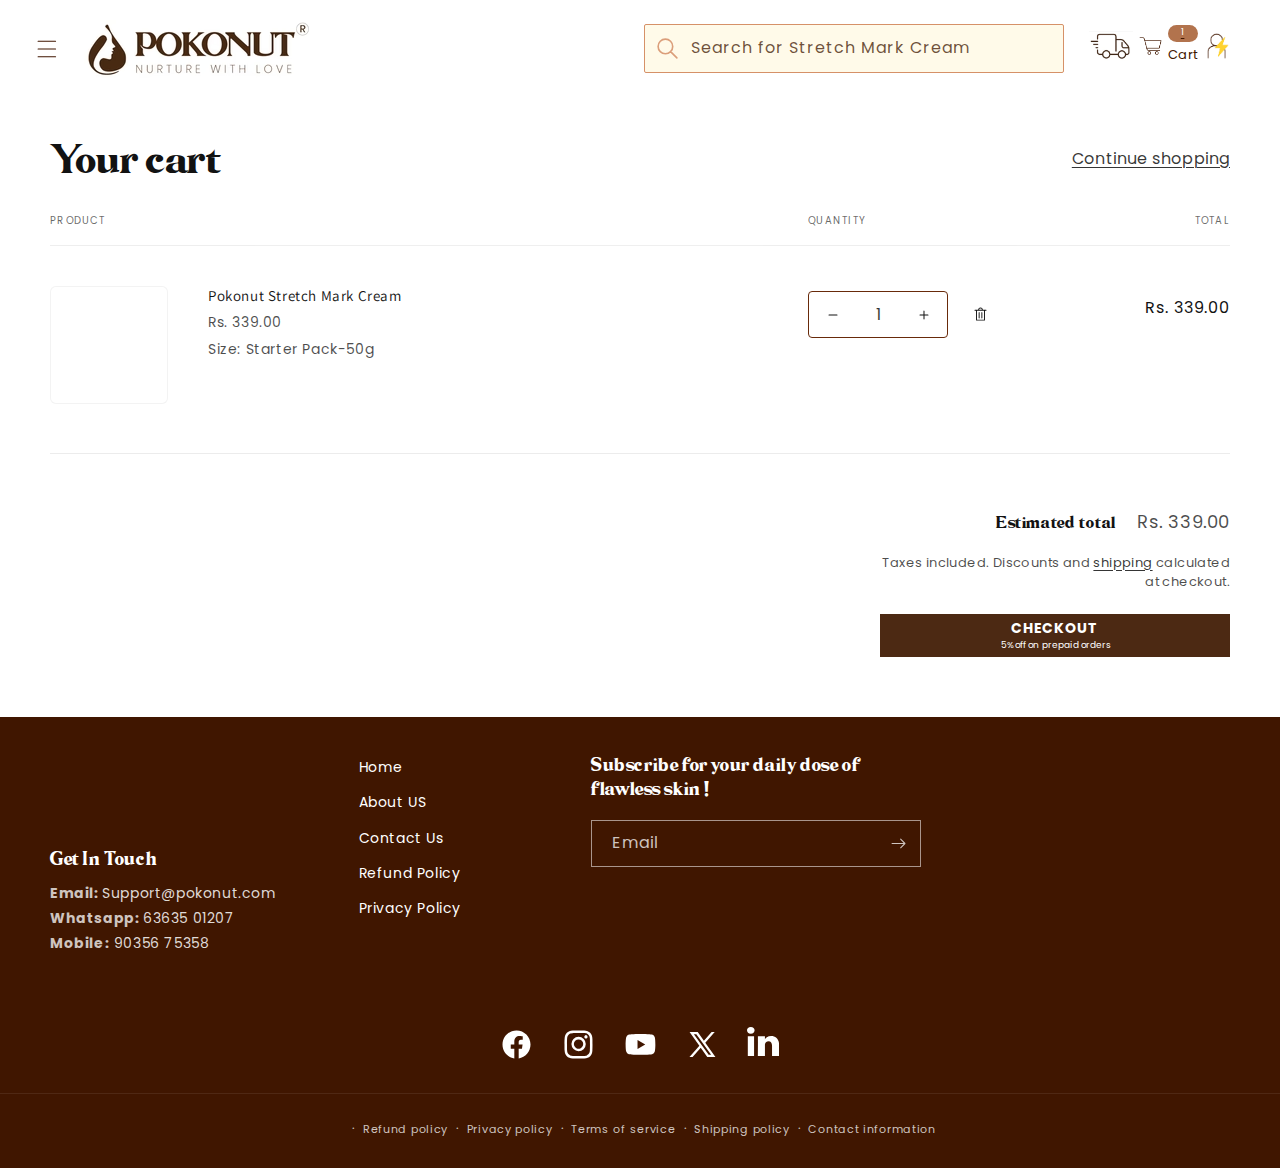 POKONUT®
NURTURE WITH LOVE
Search for Stretch Mark Cream
1
Cart
Your cart
Continue shopping
PRODUCT
QUANTITY
TOTAL
Pokonut Stretch Mark Cream
Rs. 339.00
Size: Starter Pack-50g
1
Rs. 339.00
Estimated total
Rs. 339.00
Taxes included. Discounts and shipping calculated
at checkout.
CHECKOUT
5% off on prepaid orders
Get In Touch
Email: Support@pokonut.com
Whatsapp: 63635 01207
Mobile: 90356 75358
Home
About US
Contact Us
Refund Policy
Privacy Policy
Subscribe for your daily dose of
flawless skin !
Email
· Refund policy · Privacy policy · Terms of service · Shipping policy · Contact information